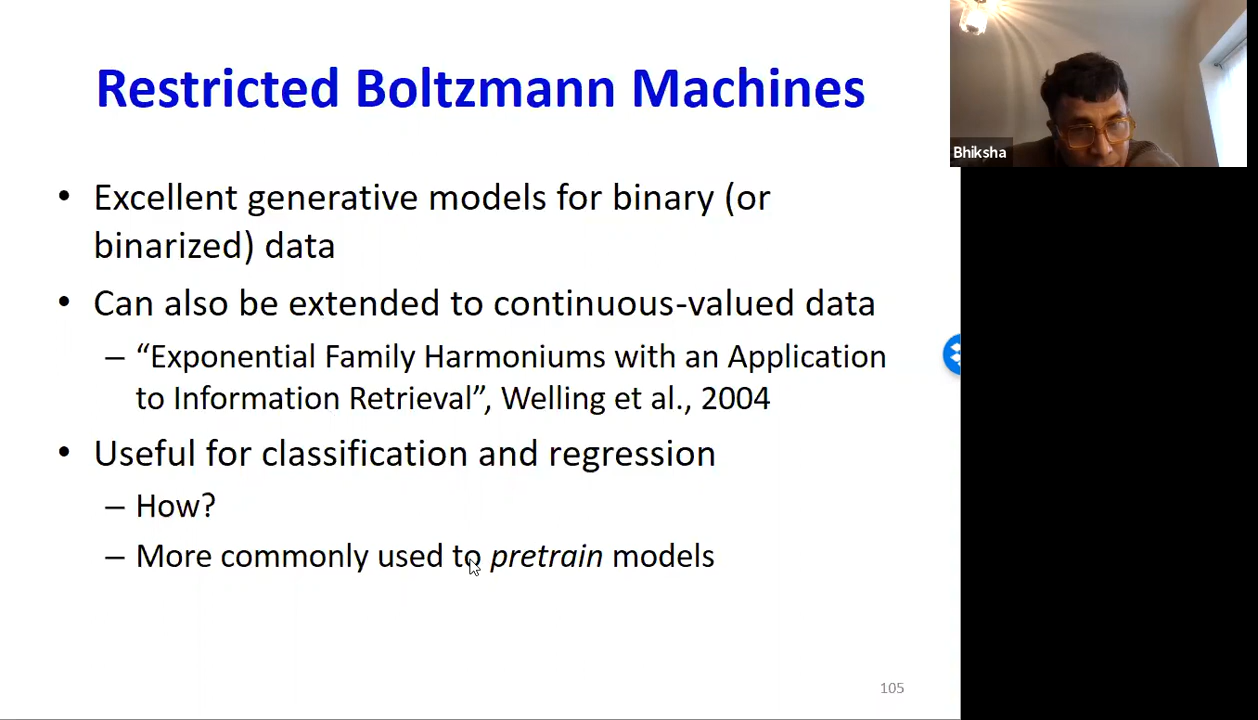 Restricted Boltzmann Machines
Bhiksha
• Excellent generative models for binary (or
binarized) data
• Can also be extended to continuous-valued data
– “Exponential Family Harmoniums with an Application
to Information Retrieval”, Welling et al., 2004
• Useful for classification and regression
– How?
– More commonly used to pretrain models
105